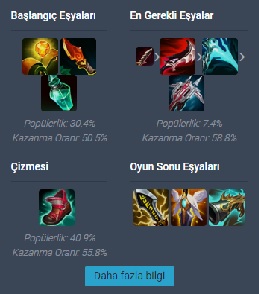 Başlangıç Eşyaları
En Gerekli Eşyalar
Popülerlik: 30.4%
Kazanma Oranı: 50.5%
Popülerlik: 7.4%
Kazanma Oranı: 58.8%
Çizmesi
Oyun Sonu Eşyaları
Popülerlik: 40.9%
Kazanma Oranı: 55.8%
Daha fazla bilgi